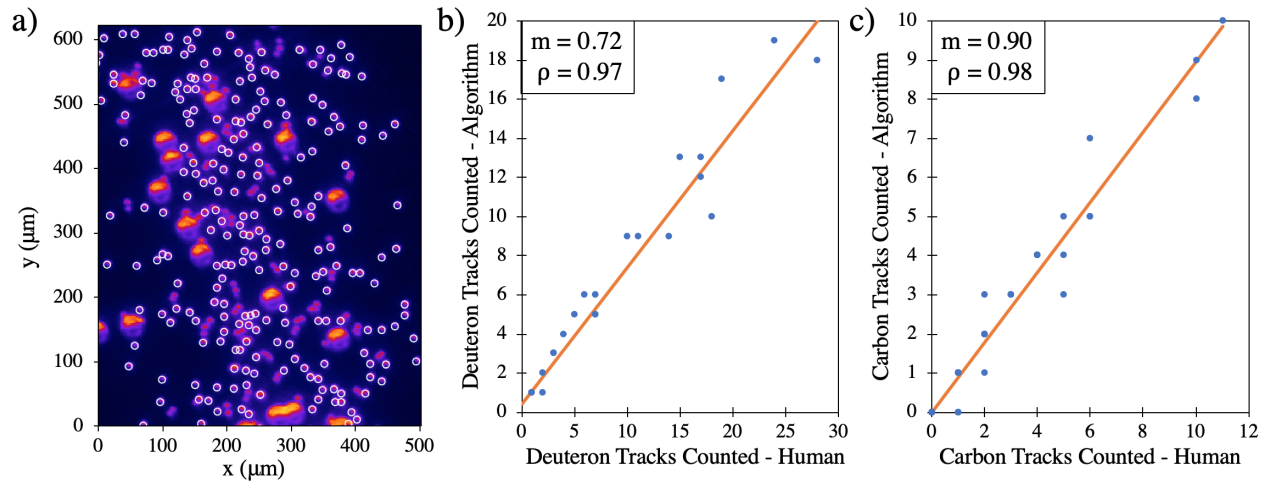 a)
600
500
400
300
200
100
0
y (μm)
0 100 200 300 400 500
x (μm)
b)
m = 0.72
ρ = 0.97
20
18
16
14
12
10
8
6
4
2
0
Deuteron Tracks Counted - Algorithm
0 5 10 15 20 25 30
Deuteron Tracks Counted - Human
c)
m = 0.90
ρ = 0.98
10
9
8
7
6
5
4
3
2
1
0
Carbon Tracks Counted - Algorithm
0 2 4 6 8 10 12
Carbon Tracks Counted - Human